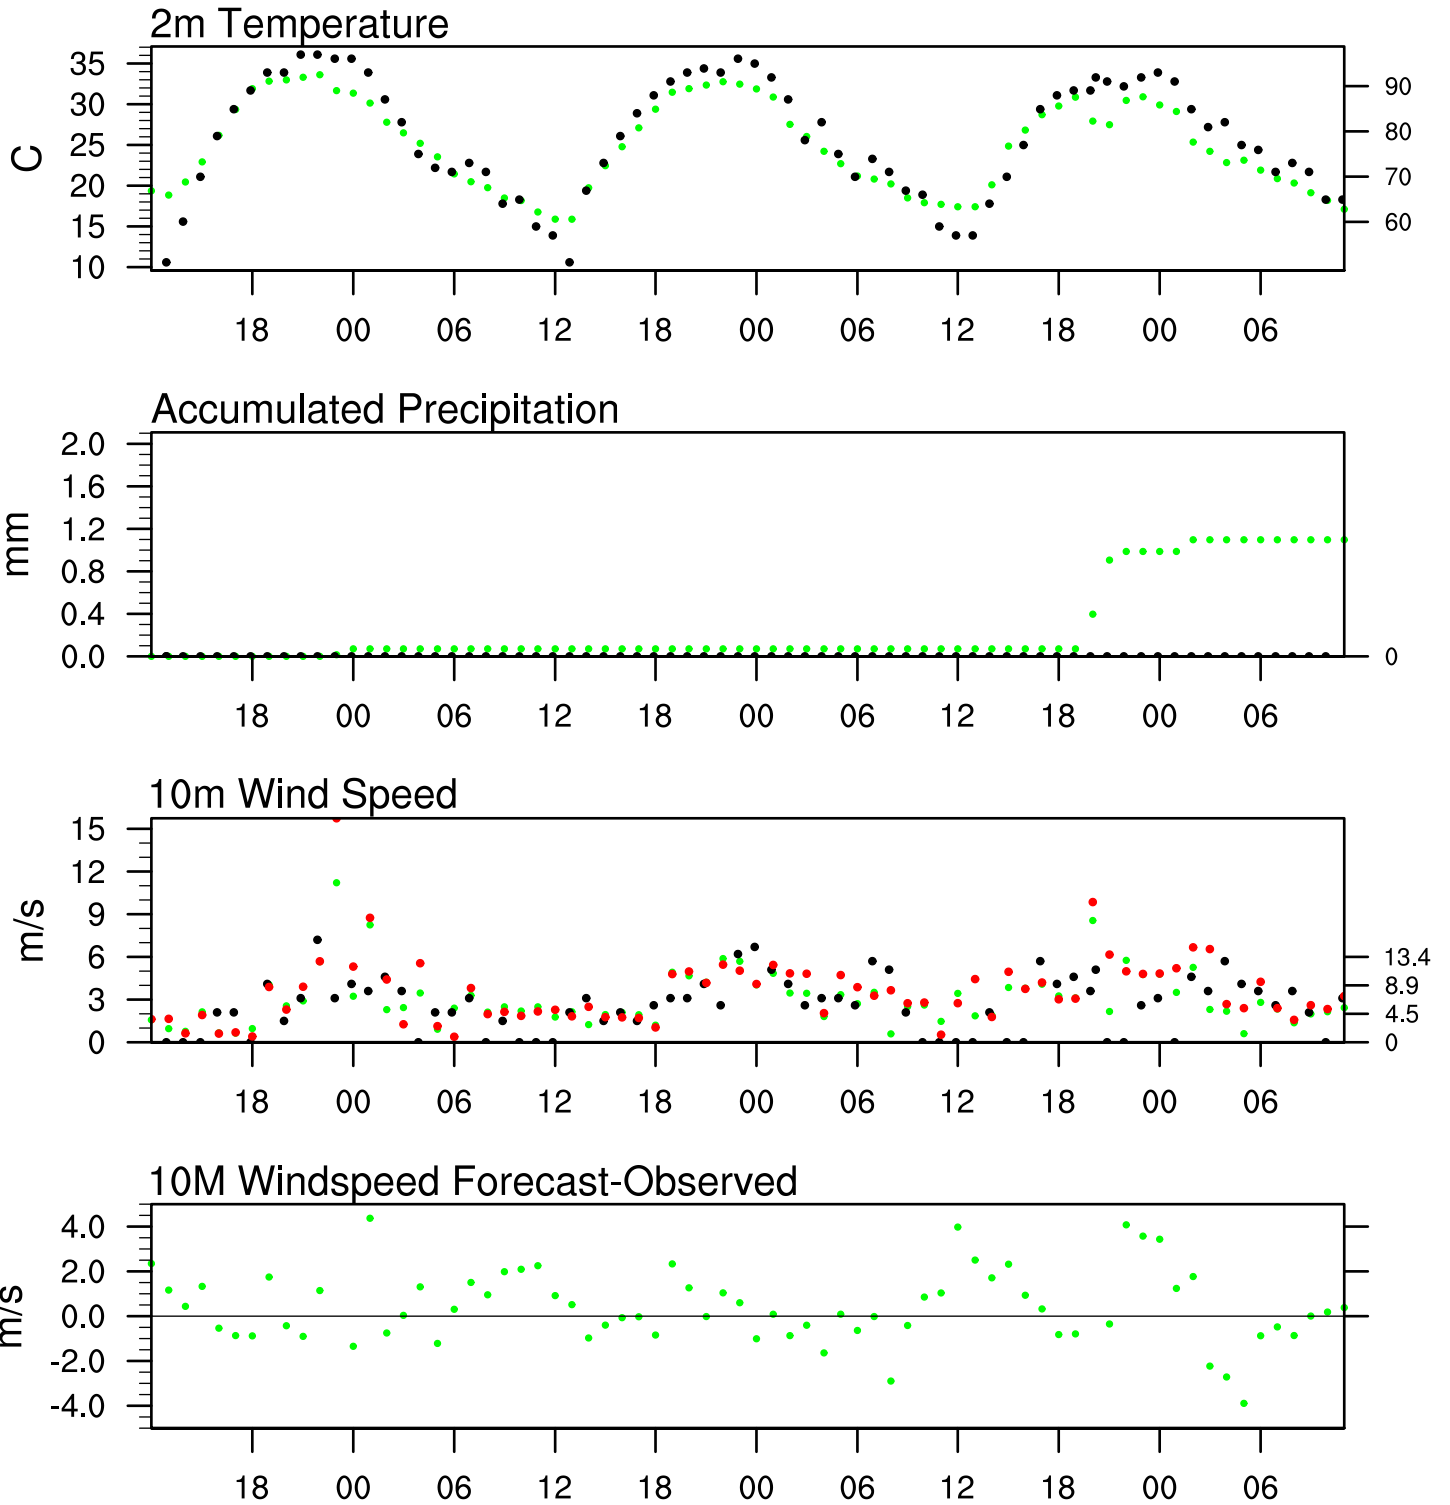 2m Temperature
35
30
25
20
15
10
C
90
80
70
60
18 00 06 12 18 00 06 12 18 00 06
Accumulated Precipitation
2.0
1.6
1.2
0.8
0.4
0.0
mm
0
18 00 06 12 18 00 06 12 18 00 06
10m Wind Speed
15
12
9
6
3
0
m/s
13.4
8.9
4.5
0
18 00 06 12 18 00 06 12 18 00 06
10M Windspeed Forecast-Observed
4.0
2.0
0.0
-2.0
-4.0
m/s
18 00 06 12 18 00 06 12 18 00 06